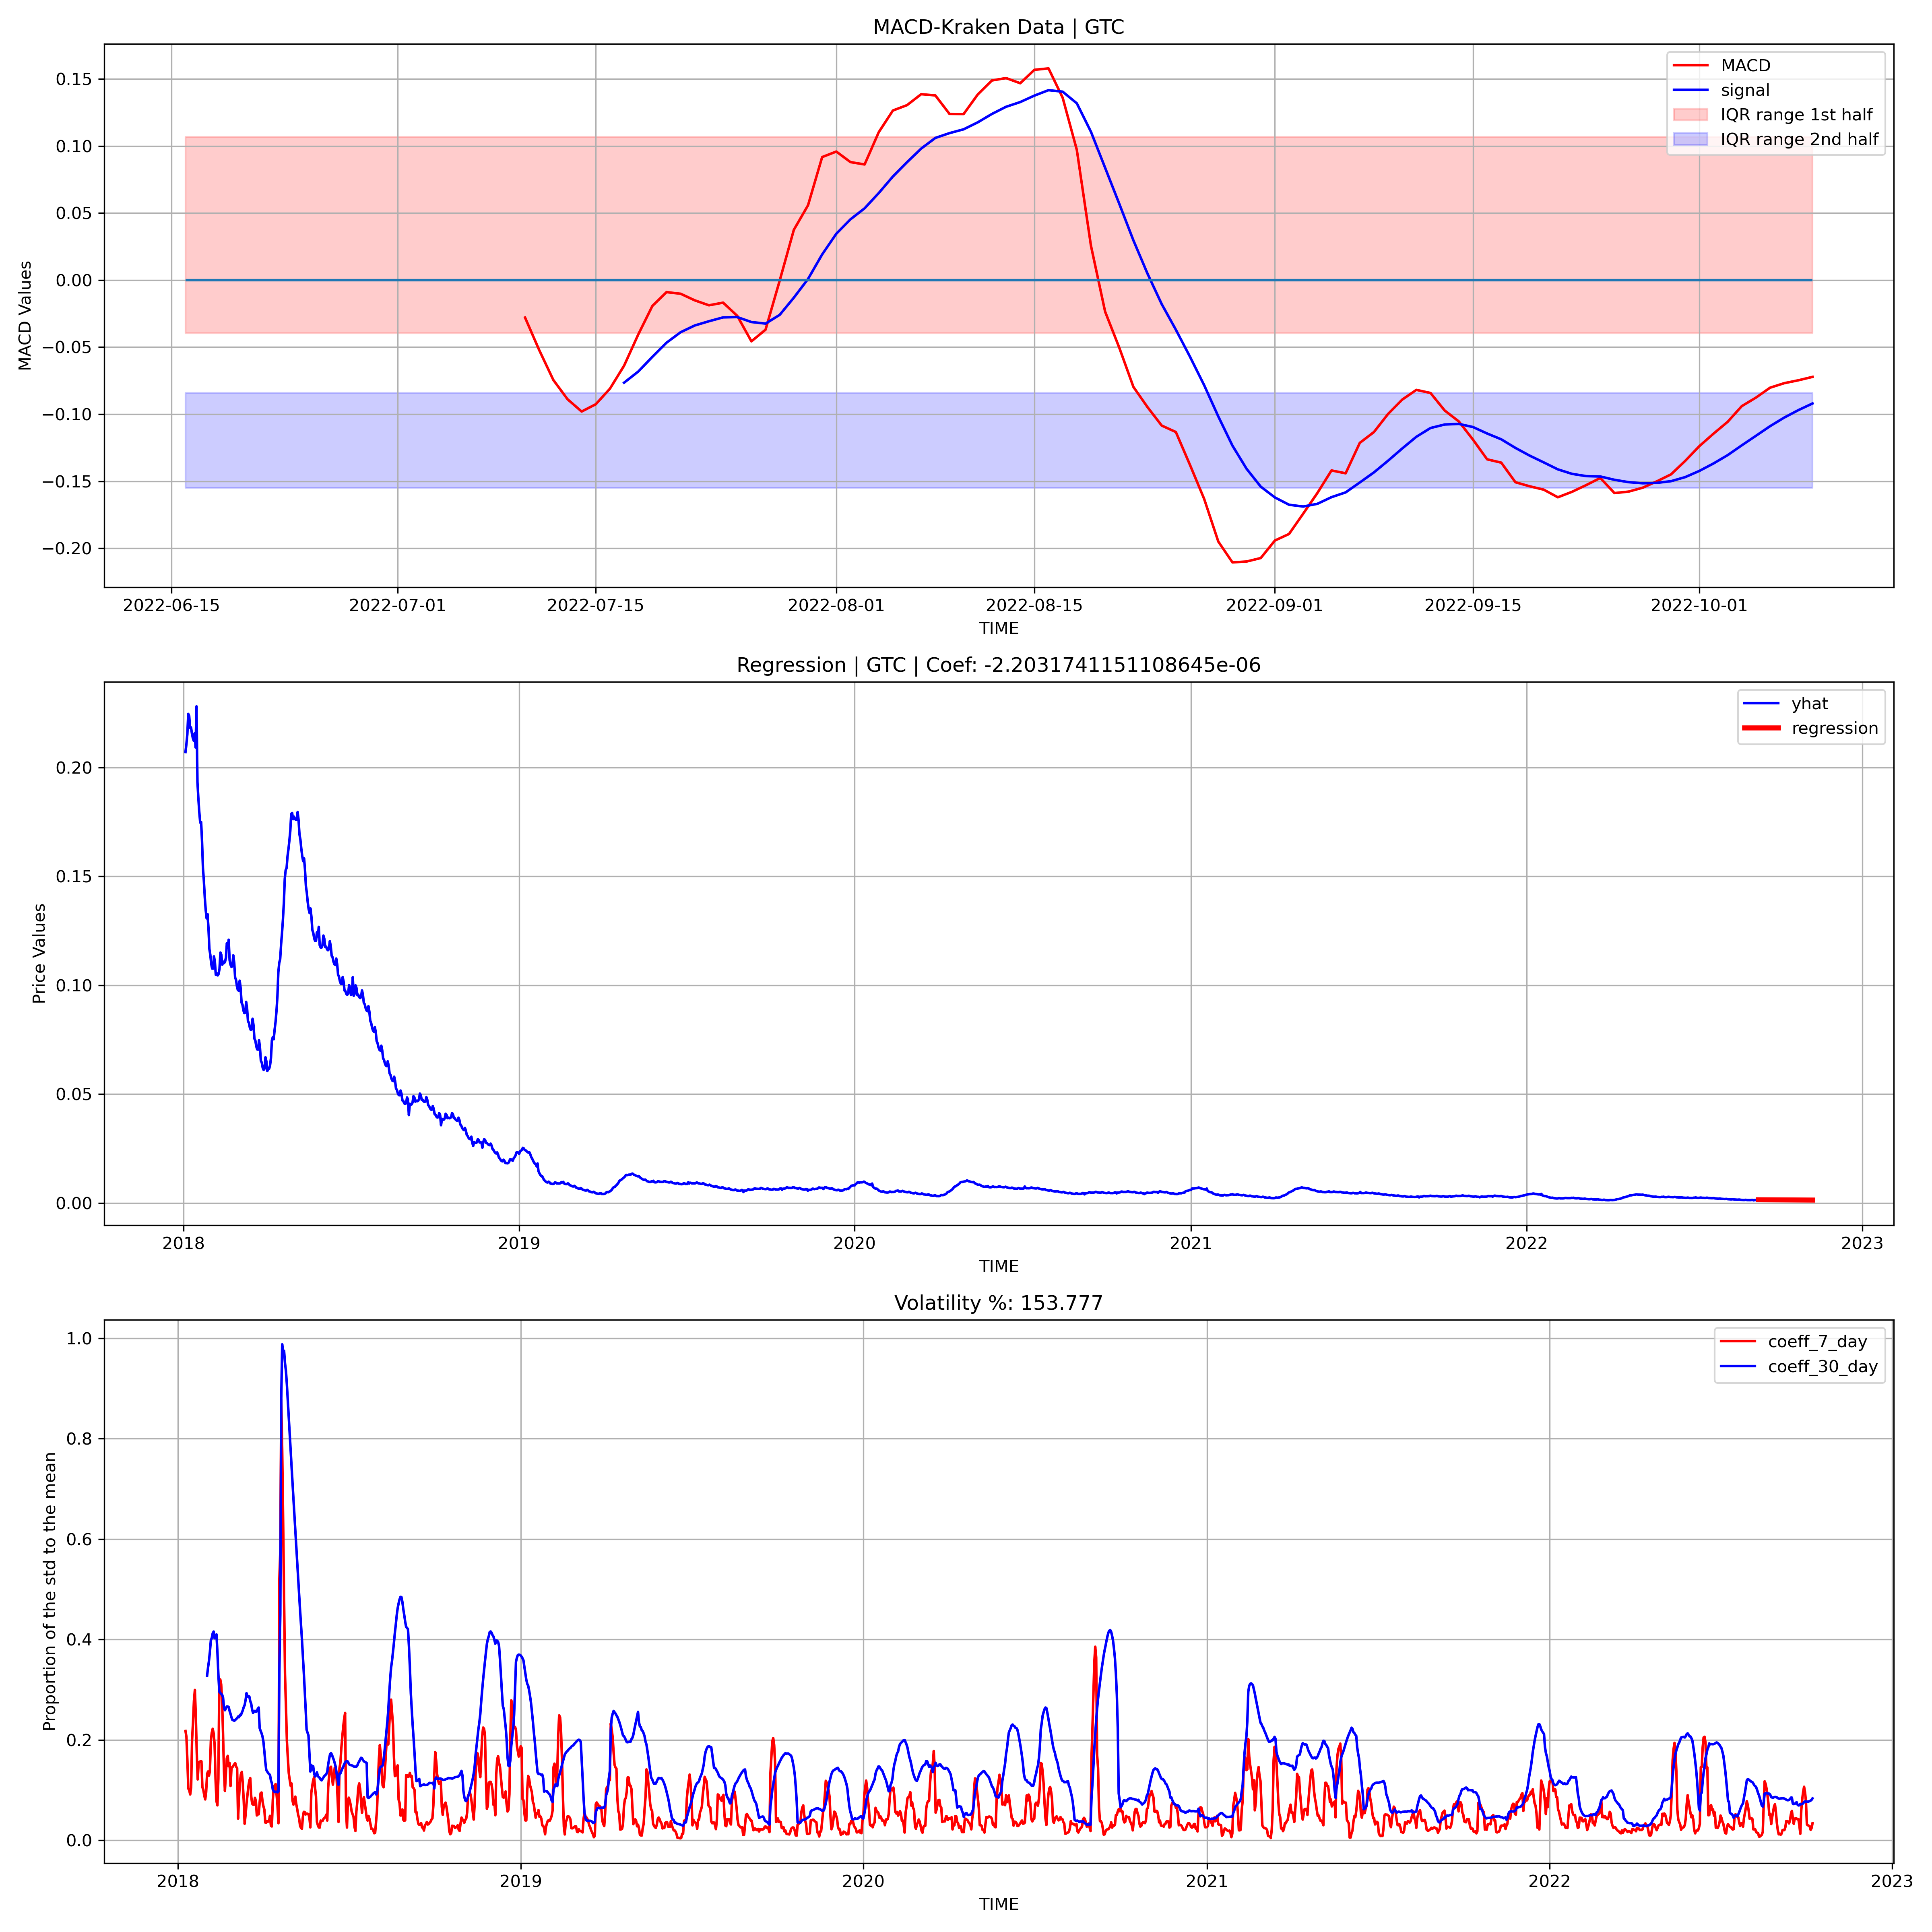 MACD-Kraken Data | GTC
MACD
signal
IQR range 1st half
IQR range 2nd half
0.15
0.10
0.05
0.00
−0.05
−0.10
−0.15
−0.20
MACD Values
2022-06-15 2022-07-01 2022-07-15 2022-08-01 2022-08-15 2022-09-01 2022-09-15 2022-10-01
TIME
Regression | GTC | Coef: -2.2031741151108645e-06
yhat
regression
0.20
0.15
0.10
0.05
0.00
Price Values
2018 2019 2020 2021 2022 2023
TIME
Volatility %: 153.777
coeff_7_day
coeff_30_day
1.0
0.8
0.6
0.4
0.2
0.0
Proportion of the std to the mean
2018 2019 2020 2021 2022 2023
TIME